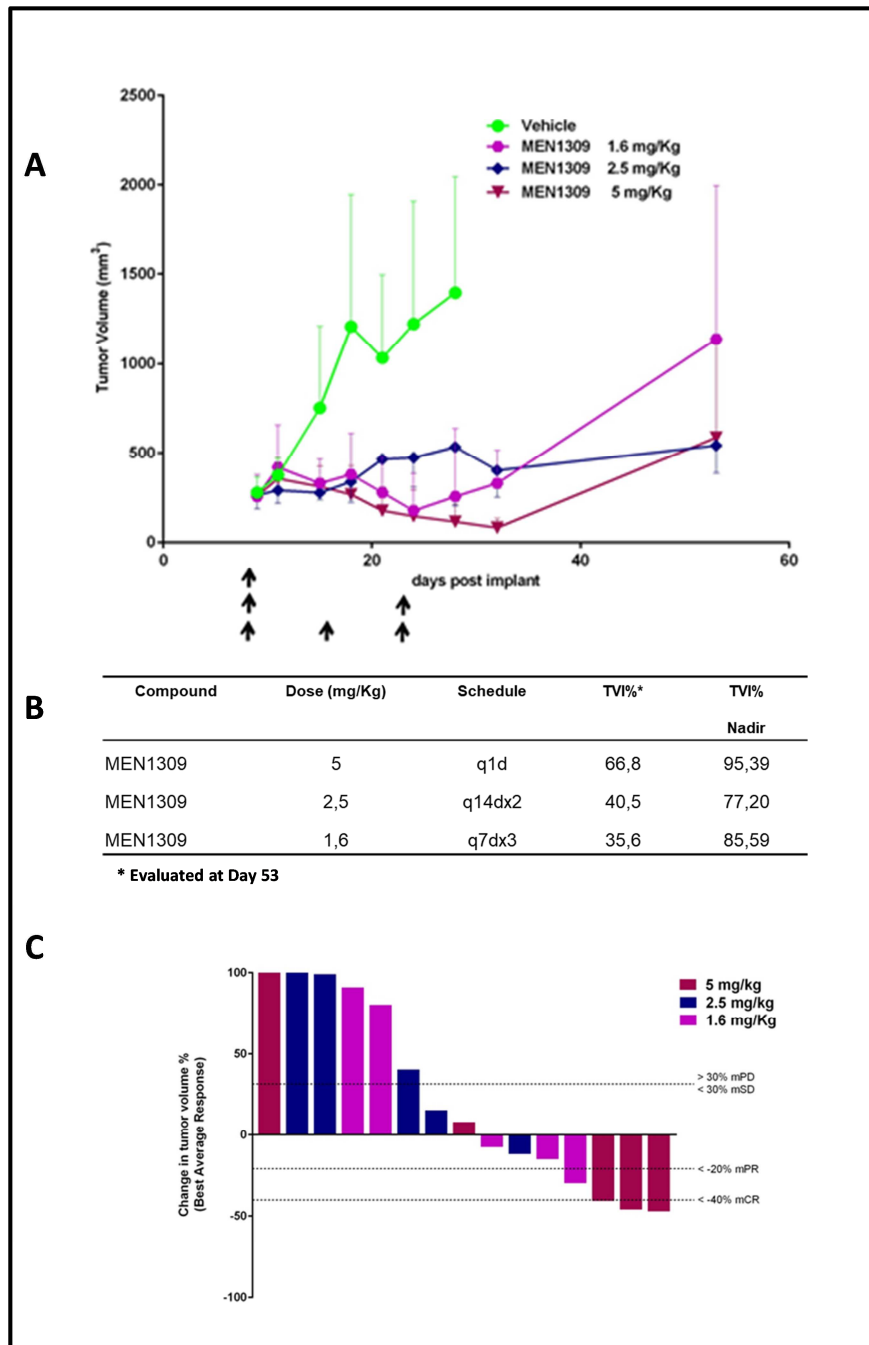 A
2500
2000
1500
1000
500
0
Tumor Volume (mm³)
Vehicle
MEN1309 1.6 mg/Kg
MEN1309 2.5 mg/Kg
MEN1309 5 mg/Kg
0 20 40 60
days post implant
B
Compound Dose (mg/Kg) Schedule TVI%* TVI%
Nadir
MEN1309 5 q1d 66,8 95,39
MEN1309 2,5 q14dx2 40,5 77,20
MEN1309 1,6 q7dx3 35,6 85,59
* Evaluated at Day 53
C
100
50
0
-50
-100
Change in tumor volume %
(Best Average Response)
5 mg/kg
2.5 mg/kg
1.6 mg/Kg
> 30% mPD
< 30% mSD
< -20% mPR
< -40% mCR